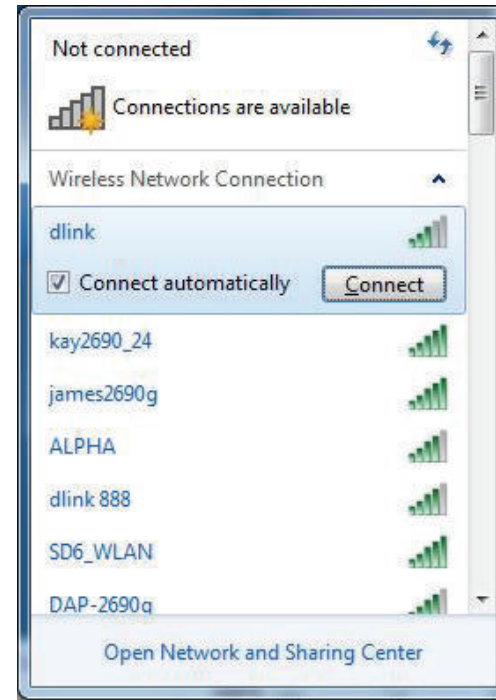 Not connected
Connections are available
Wireless Network Connection
dlink
Connect automatically Connect
kay2690_24
james2690g
ALPHA
dlink 888
SD6_WLAN
DAP-2690g
Open Network and Sharing Center